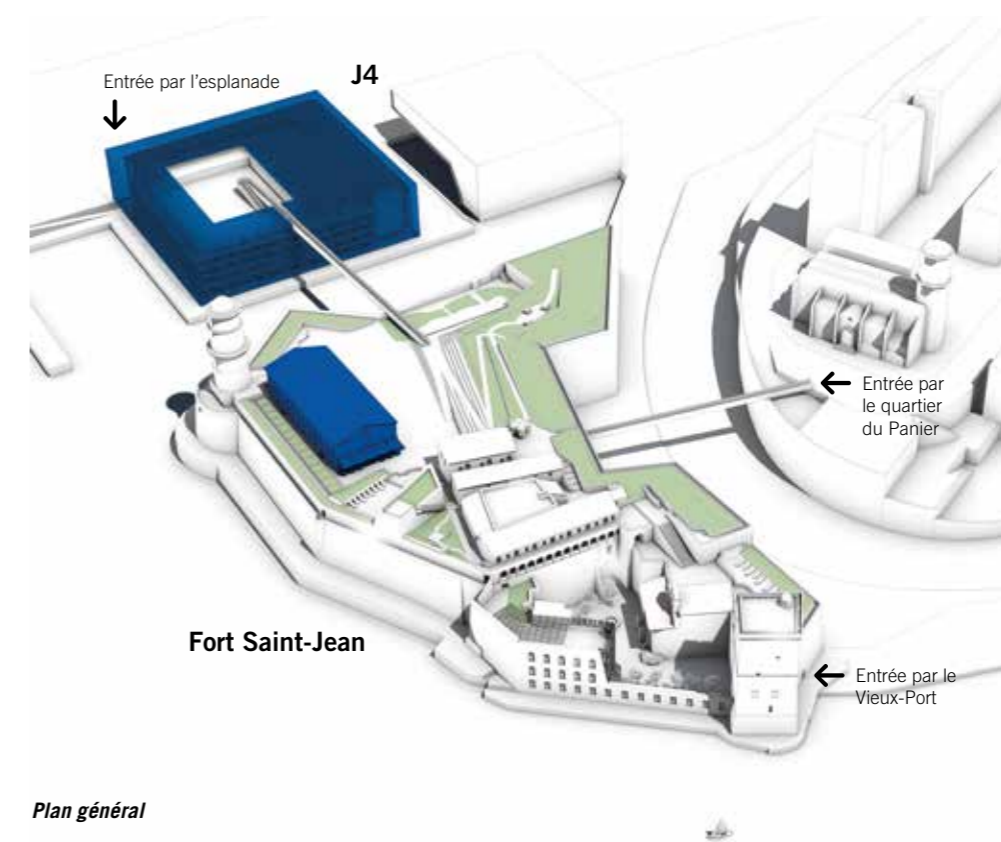 J4
Entrée par l’esplanade
Entrée par
le quartier
du Panier
Fort Saint-Jean
Entrée par le
Vieux-Port
Plan général